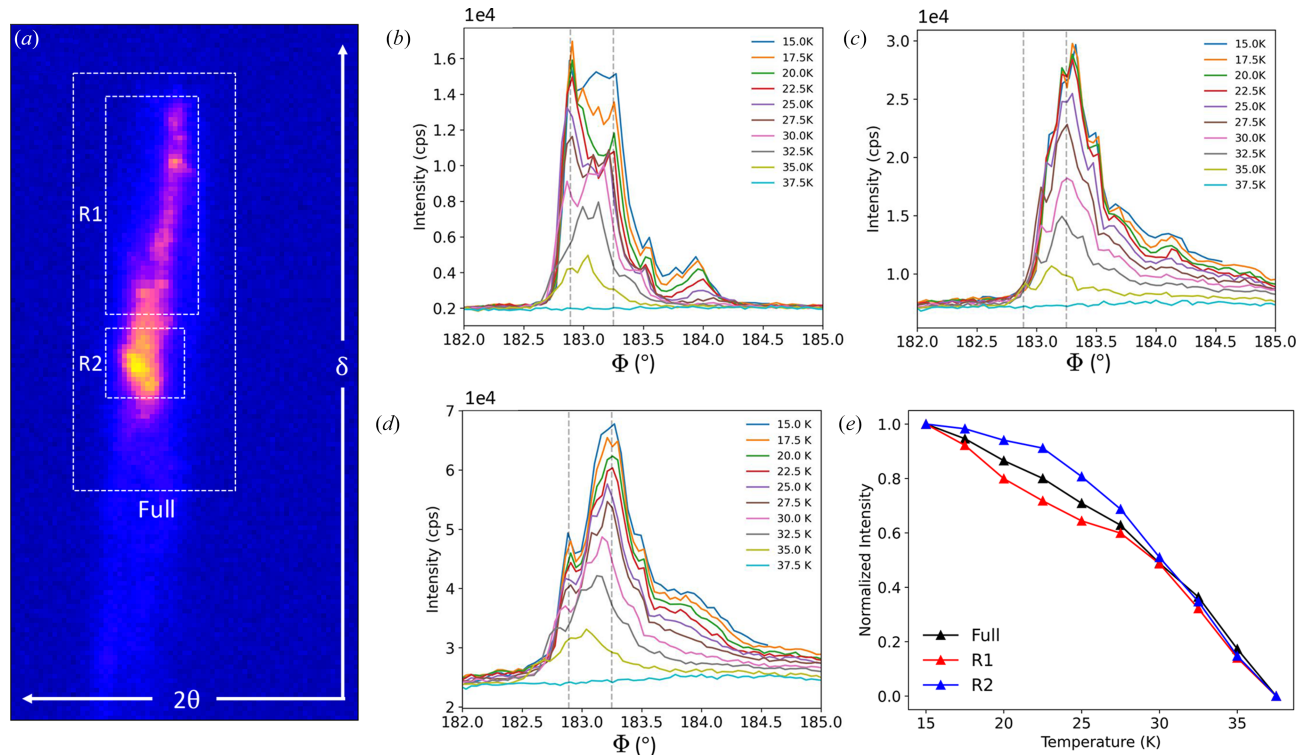 (a)
R1
R2
Full
δ
2θ
(b)
1e4
1.6
1.4
1.2
1.0
0.8
0.6
0.4
0.2
Intensity (cps)
182.0 182.5 183.0 183.5 184.0 184.5 185.0
Φ (°)
15.0K
17.5K
20.0K
22.5K
25.0K
27.5K
30.0K
32.5K
35.0K
37.5K
(c)
1e4
3.0
2.5
2.0
1.5
1.0
Intensity (cps)
182.0 182.5 183.0 183.5 184.0 184.5 185.0
Φ (°)
15.0K
17.5K
20.0K
22.5K
25.0K
27.5K
30.0K
32.5K
35.0K
37.5K
(d)
1e4
7
6
5
4
3
2
Intensity (cps)
182.0 182.5 183.0 183.5 184.0 184.5 185.0
Φ (°)
15.0 K
17.5 K
20.0 K
22.5 K
25.0 K
27.5 K
30.0 K
32.5 K
35.0 K
37.5 K
(e)
1.0
0.8
0.6
0.4
0.2
0.0
Normalized Intensity
Full
R1
R2
15 20 25 30 35
Temperature (K)